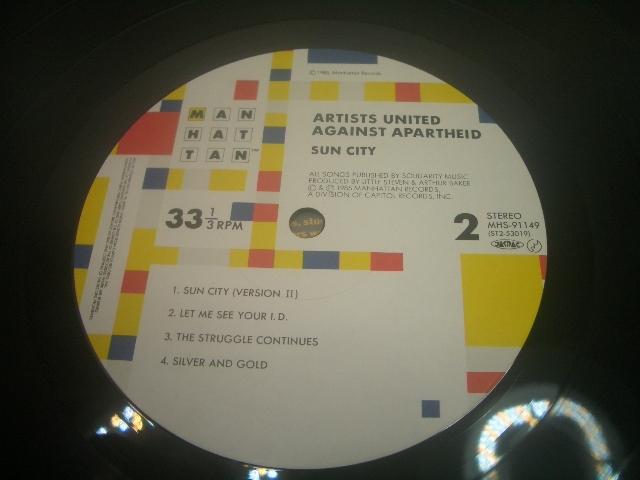 © 1985, Manhattan Records
MAN
HAT
TAN™
ARTISTS UNITED
AGAINST APARTHEID
SUN CITY
ALL SONGS PUBLISHED BY SOLIDARITY MUSIC
PRODUCED BY LITTLE STEVEN & ARTHUR BAKER
© & ℗ 1985 MANHATTAN RECORDS,
A DIVISION OF CAPITOL RECORDS, INC.
33 1/3 RPM
2
STEREO
MHS-91149
(ST2-53019)
JASRAC
1. SUN CITY (VERSION II)
2. LET ME SEE YOUR I.D.
3. THE STRUGGLE CONTINUES
4. SILVER AND GOLD